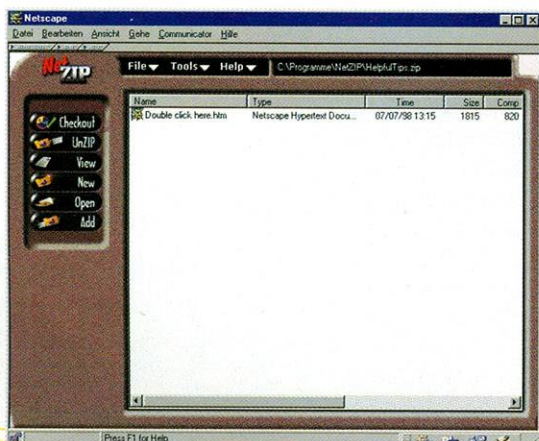 Netscape
Datei Bearbeiten Ansicht Gehe Communicator Hilfe
Net ZIP
File Tools Help C:\Programme\NetZIP\HelpfulTips.zip
Name Type Time Size Comp
Double click here.htm Netscape Hypertext Docu... 07/07/98 13:15 1815 820
Checkout
UnZIP
View
New
Open
Add
Press F1 for Help